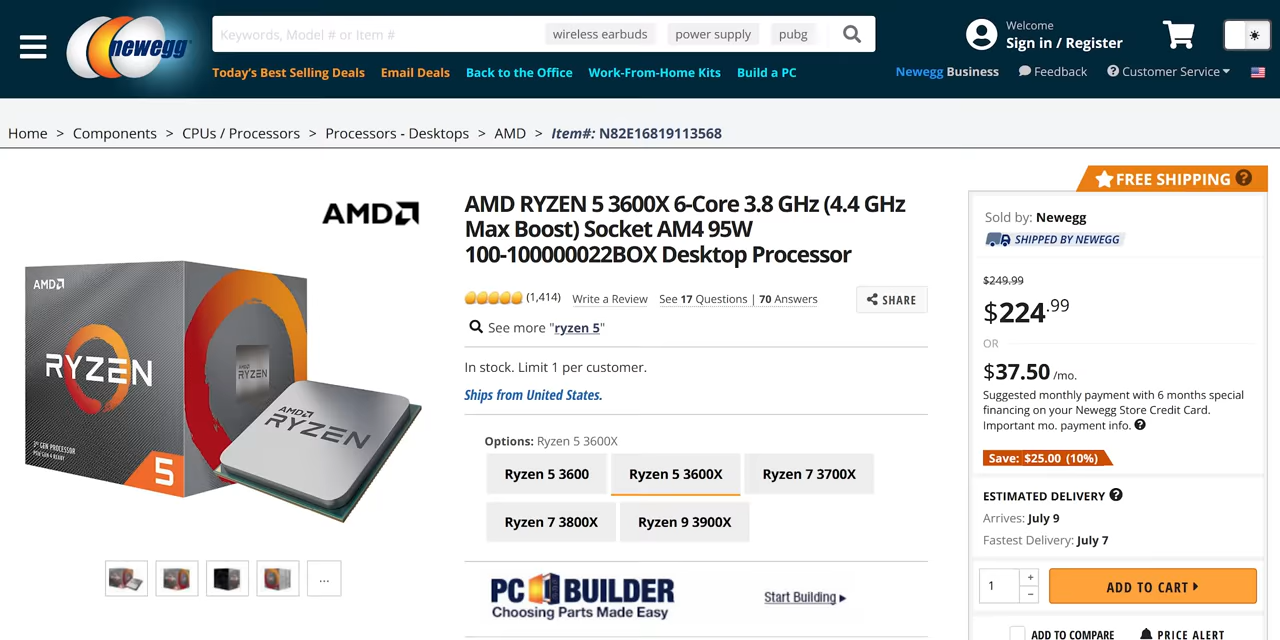 newegg
Keywords, Model # or Item #
wireless earbuds
power supply
pubg
Welcome
Sign in / Register
Today's Best Selling Deals
Email Deals
Back to the Office
Work-From-Home Kits
Build a PC
Newegg Business
Feedback
Customer Service
Home > Components > CPUs / Processors > Processors - Desktops > AMD > Item#: N82E16819113568
AMD
AMD
RYZEN
3rd GEN PROCESSOR
5
AMD
RYZEN
AMD
RYZEN
...
AMD RYZEN 5 3600X 6-Core 3.8 GHz (4.4 GHz
Max Boost) Socket AM4 95W
100-100000022BOX Desktop Processor
(1,414) Write a Review See 17 Questions | 70 Answers
SHARE
See more "ryzen 5"
In stock. Limit 1 per customer.
Ships from United States.
Options: Ryzen 5 3600X
Ryzen 5 3600
Ryzen 5 3600X
Ryzen 7 3700X
Ryzen 7 3800X
Ryzen 9 3900X
PC BUILDER
Choosing Parts Made Easy
Start Building
FREE SHIPPING ?
Sold by: Newegg
SHIPPED BY NEWEGG
$249.99
$224.99
OR
$37.50 /mo.
Suggested monthly payment with 6 months special
financing on your Newegg Store Credit Card.
Important mo. payment info. ?
Save: $25.00 (10%)
ESTIMATED DELIVERY ?
Arrives: July 9
Fastest Delivery: July 7
1
+
−
ADD TO CART
ADD TO COMPARE
PRICE ALERT